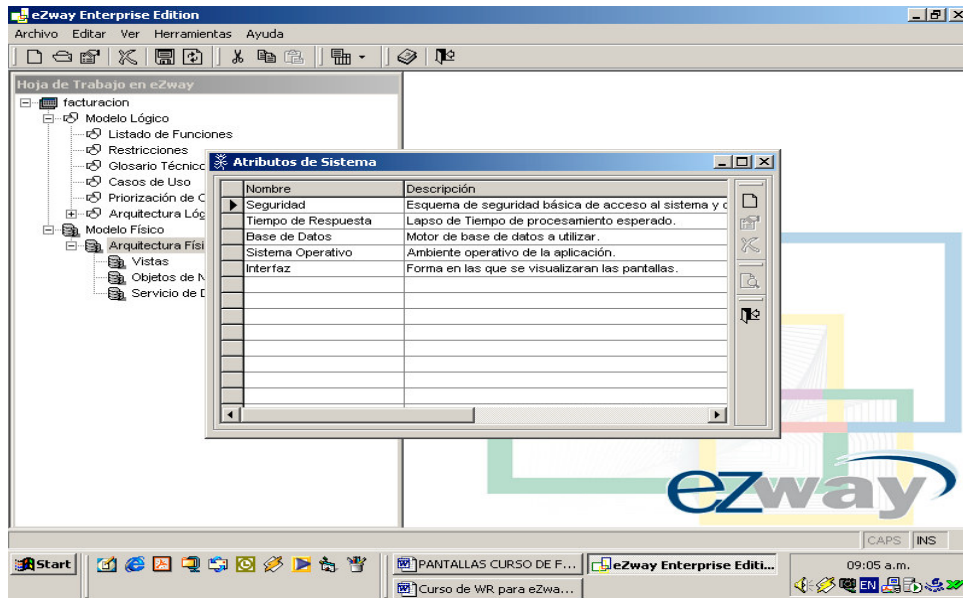 eZway Enterprise Edition
Archivo Editar Ver Herramientas Ayuda
Hoja de Trabajo en eZway
facturacion
Modelo Lógico
Listado de Funciones
Restricciones
Glosario Técnico
Casos de Uso
Priorización de C
Arquitectura Lóg
Modelo Físico
Arquitectura Físi
Vistas
Objetos de N
Servicio de D
Atributos de Sistema
Nombre Descripción
Seguridad Esquema de seguridad básica de acceso al sistema y c
Tiempo de Respuesta Lapso de Tiempo de procesamiento esperado.
Base de Datos Motor de base de datos a utilizar.
Sistema Operativo Ambiente operativo de la aplicación.
Interfaz Forma en las que se visualizaran las pantallas.
ezway
CAPS INS
Start
PANTALLAS CURSO DE F...
eZway Enterprise Editi...
Curso de WR para eZwa...
09:05 a.m.
EN